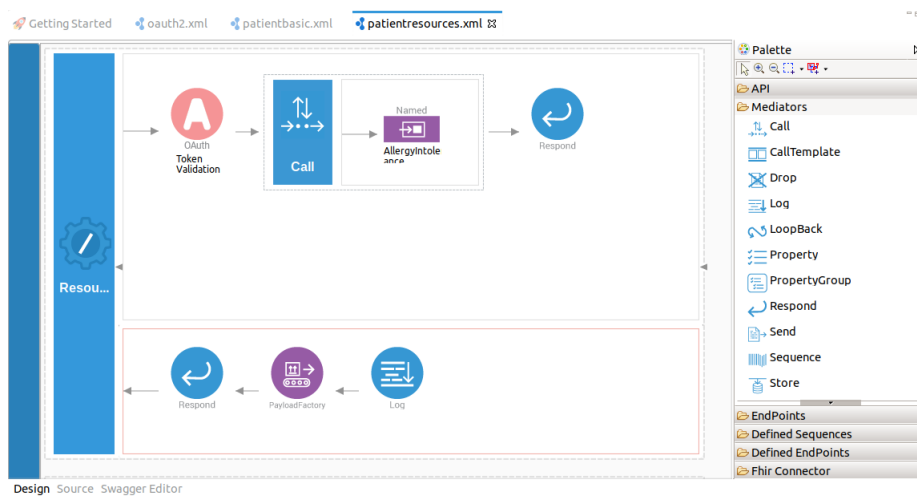 Getting Started
oauth2.xml
patientbasic.xml
patientresources.xml
Palette
API
Mediators
Call
CallTemplate
Drop
Log
LoopBack
Property
PropertyGroup
Respond
Send
Sequence
Store
EndPoints
Defined Sequences
Defined EndPoints
Fhir Connector
Resou...
OAuth
Token
Validation
Call
Named
AllergyIntole
ance
Respond
Respond
PayloadFactory
Log
Design Source Swagger Editor